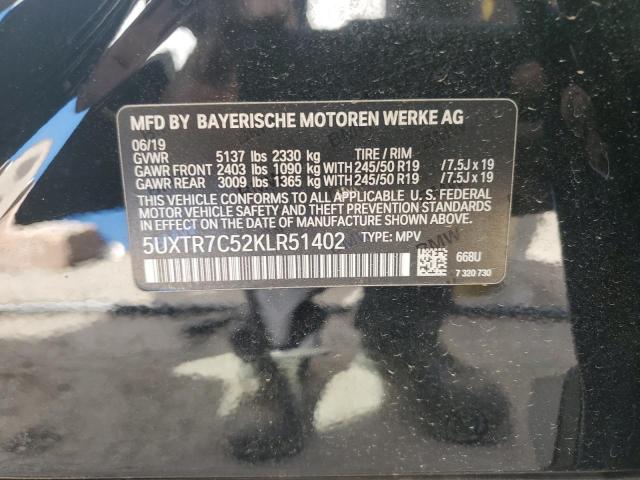 MFD BY BAYERISCHE MOTOREN WERKE AG
06/19
GVWR 5137 lbs 2330 kg TIRE / RIM
GAWR FRONT 2403 lbs 1090 kg WITH 245/50 R19 /7.5J x 19
GAWR REAR 3009 lbs 1365 kg WITH 245/50 R19 /7.5J x 19
THIS VEHICLE CONFORMS TO ALL APPLICABLE U. S. FEDERAL
MOTOR VEHICLE SAFETY AND THEFT PREVENTION STANDARDS
IN EFFECT ON THE DATE OF MANUFACTURE SHOWN ABOVE.
5UXTR7C52KLR51402 TYPE: MPV
668U
7 320 730